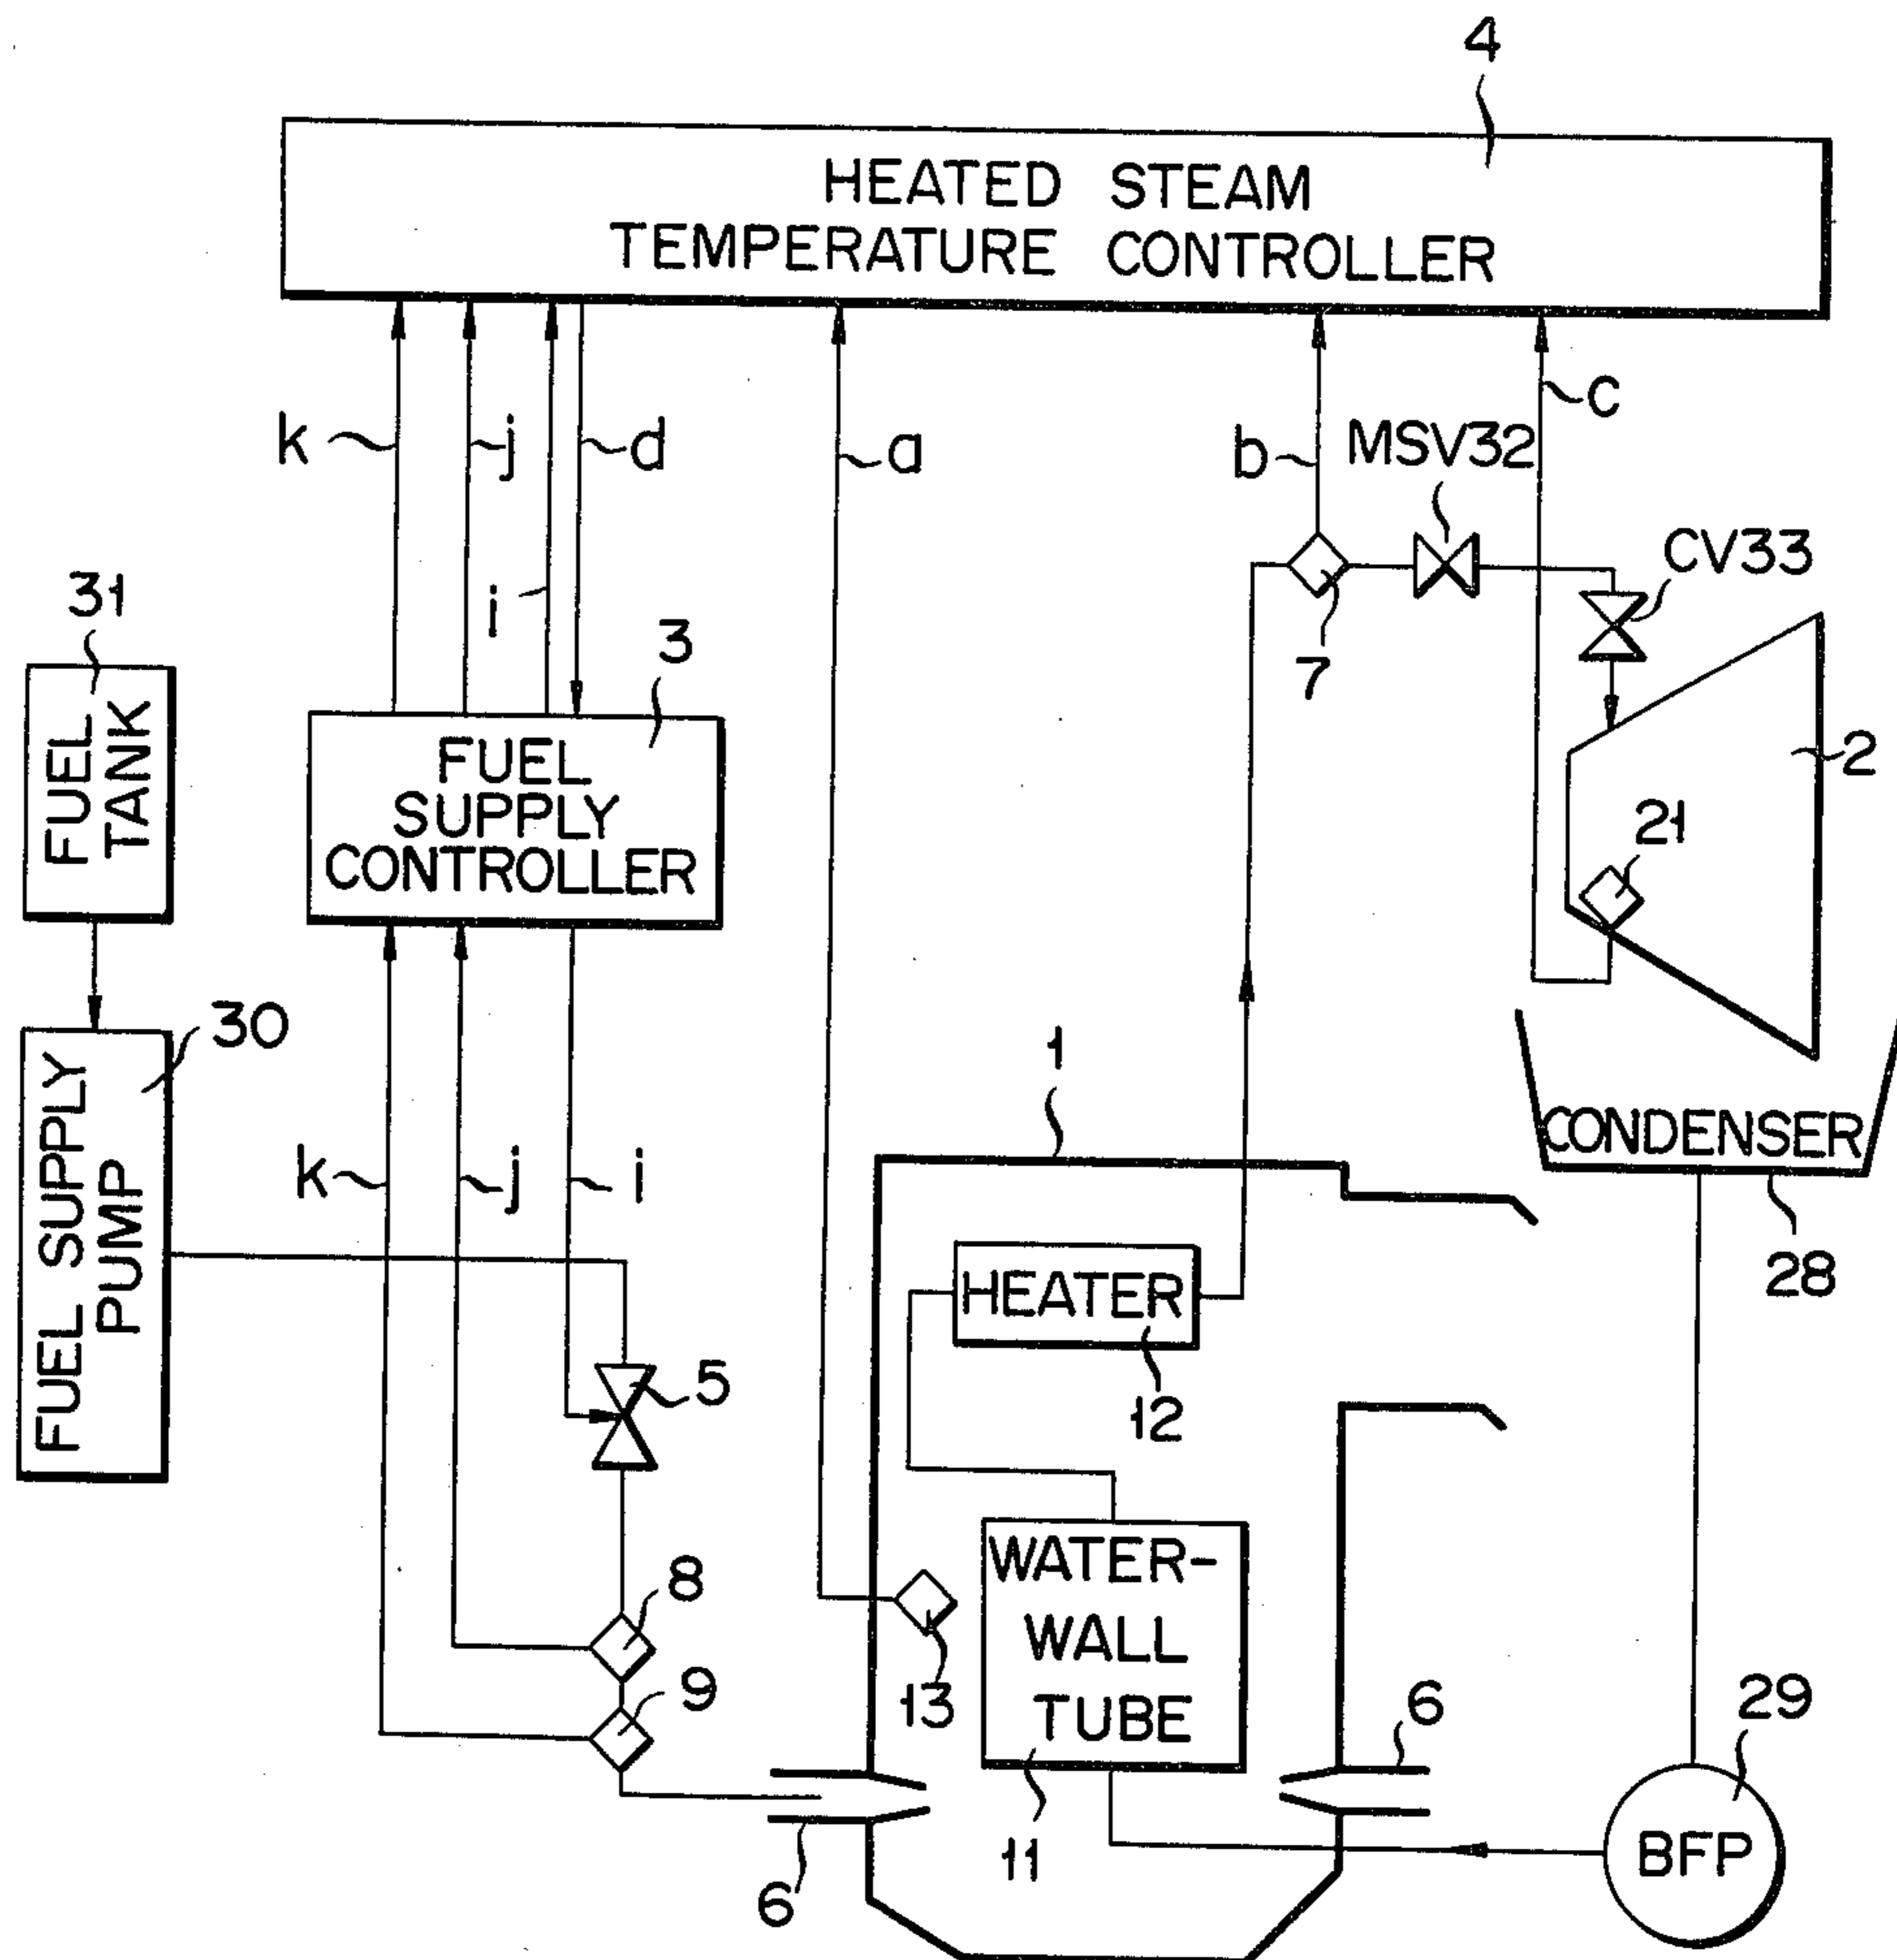 4
HEATED STEAM
TEMPERATURE CONTROLLER
k
j
i
d
a
b
c
MSV32
CV33
7
31
FUEL
TANK
3
FUEL
SUPPLY
CONTROLLER
2
21
30
FUEL SUPPLY
PUMP
k
j
i
1
CONDENSER
28
HEATER
12
5
8
9
13
WATER-
WALL
TUBE
11
6
6
29
BFP